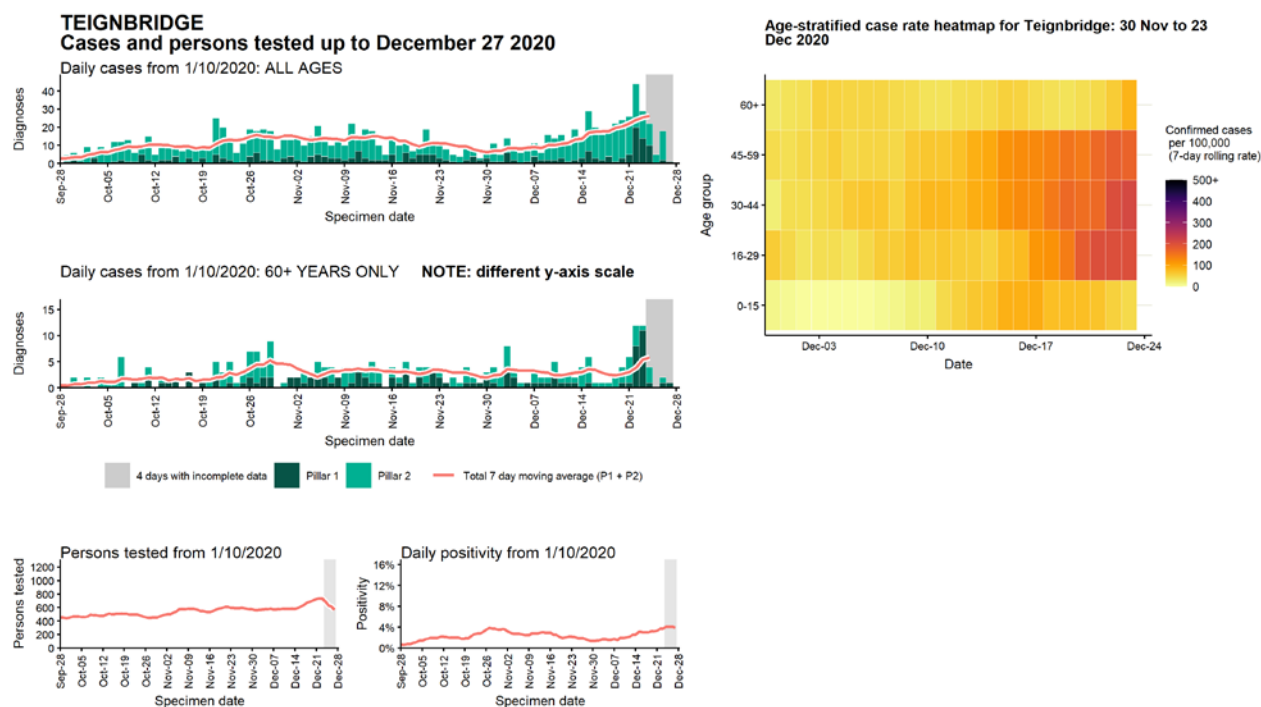 TEIGNBRIDGE
Cases and persons tested up to December 27 2020
Daily cases from 1/10/2020: ALL AGES
Diagnoses
40
30
20
10
0
Sep-28
Oct-05
Oct-12
Oct-19
Oct-26
Nov-02
Nov-09
Nov-16
Nov-23
Nov-30
Dec-07
Dec-14
Dec-21
Dec-28
Specimen date
Daily cases from 1/10/2020: 60+ YEARS ONLY NOTE: different y-axis scale
Diagnoses
15
10
5
0
Sep-28
Oct-05
Oct-12
Oct-19
Oct-26
Nov-02
Nov-09
Nov-16
Nov-23
Nov-30
Dec-07
Dec-14
Dec-21
Dec-28
Specimen date
4 days with incomplete data Pillar 1 Pillar 2 Total 7 day moving average (P1 + P2)
Persons tested from 1/10/2020
Persons tested
1200
1000
800
600
400
200
0
Sep-28
Oct-05
Oct-12
Oct-19
Oct-26
Nov-02
Nov-09
Nov-16
Nov-23
Nov-30
Dec-07
Dec-14
Dec-21
Dec-28
Specimen date
Daily positivity from 1/10/2020
Positivity
16%
12%
8%
4%
0%
Sep-28
Oct-05
Oct-12
Oct-19
Oct-26
Nov-02
Nov-09
Nov-16
Nov-23
Nov-30
Dec-07
Dec-14
Dec-21
Dec-28
Specimen date
Age-stratified case rate heatmap for Teignbridge: 30 Nov to 23
Dec 2020
Age group
60+
45-59
30-44
16-29
0-15
Dec-03
Dec-10
Dec-17
Dec-24
Date
Confirmed cases
per 100,000
(7-day rolling rate)
500+
400
300
200
100
0